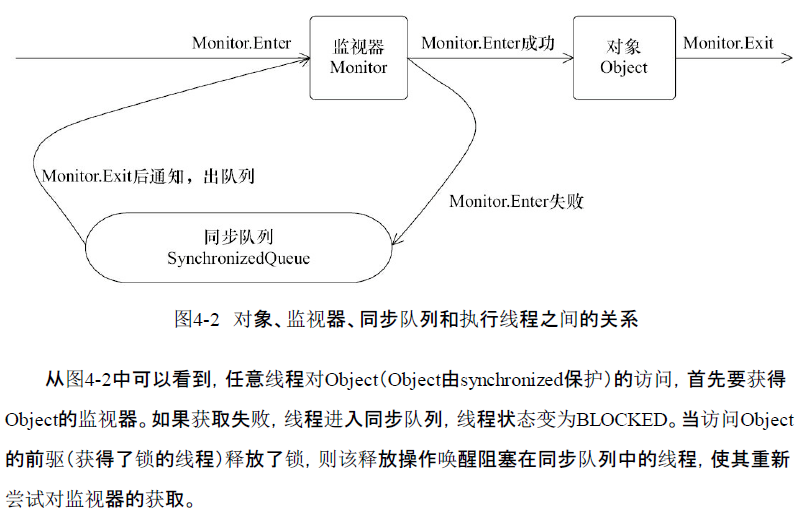 Monitor.Enter
监视器
Monitor
Monitor.Enter成功
对象
Object
Monitor.Exit
Monitor.Exit后通知，出队列
Monitor.Enter失败
同步队列
SynchronizedQueue
图4-2 对象、监视器、同步队列和执行线程之间的关系
从图4-2中可以看到，任意线程对Object（Object由synchronized保护）的访问，首先要获得
Object的监视器。如果获取失败，线程进入同步队列，线程状态变为BLOCKED。当访问Object
的前驱（获得了锁的线程）释放了锁，则该释放操作唤醒阻塞在同步队列中的线程，使其重新
尝试对监视器的获取。